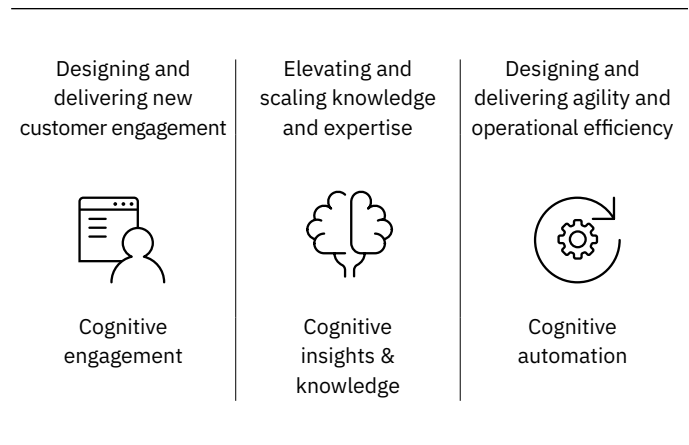 Designing and
delivering new
customer engagement
Elevating and
scaling knowledge
and expertise
Designing and
delivering agility and
operational efficiency
Cognitive
engagement
Cognitive
insights &
knowledge
Cognitive
automation